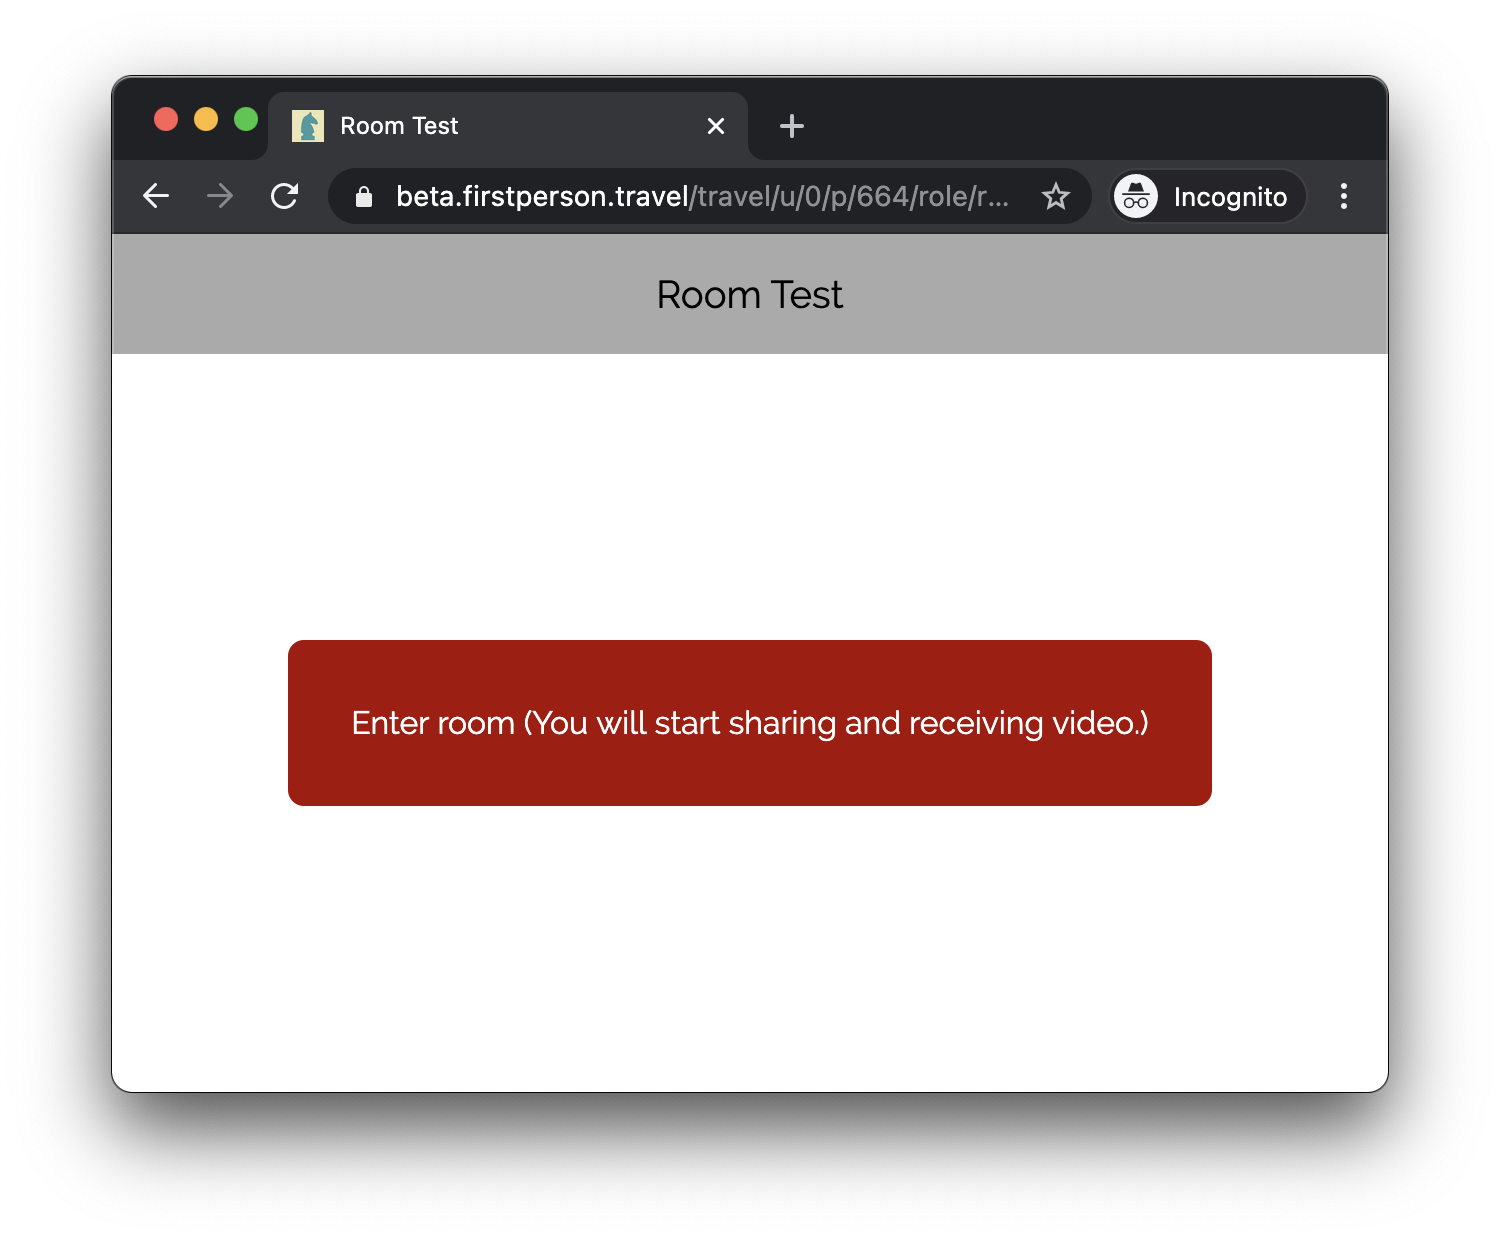 Room Test
beta.firstperson.travel/travel/u/0/p/664/role/r...
Incognito
Room Test
Enter room (You will start sharing and receiving video.)